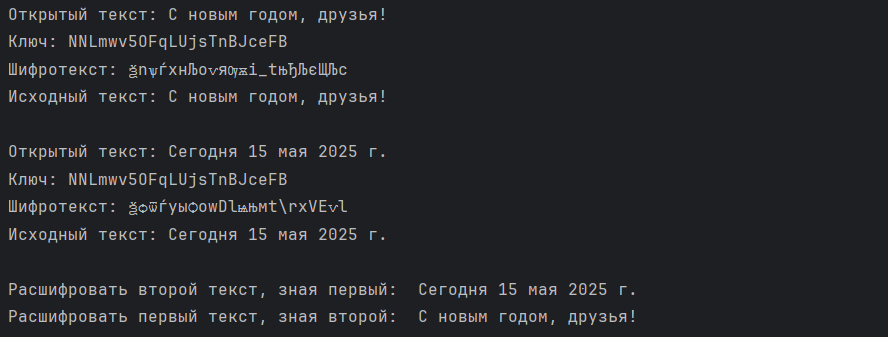 Открытый текст: С новым годом, друзья!
Ключ: NNLmwv5OFqLUjsTnBJceFB
Шифротекст: ѯnѱѓхнЉoѵяѹѫі_tњЂЉєЩЉc
Исходный текст: С новым годом, друзья!
Открытый текст: Сегодня 15 мая 2025 г.
Ключ: NNLmwv5OFqLUjsTnBJceFB
Шифротекст: ѯѻѿѓуыѺowDlѩњмt\rxVEѵl
Исходный текст: Сегодня 15 мая 2025 г.
Расшифровать второй текст, зная первый:  Сегодня 15 мая 2025 г.
Расшифровать первый текст, зная второй:  С новым годом, друзья!